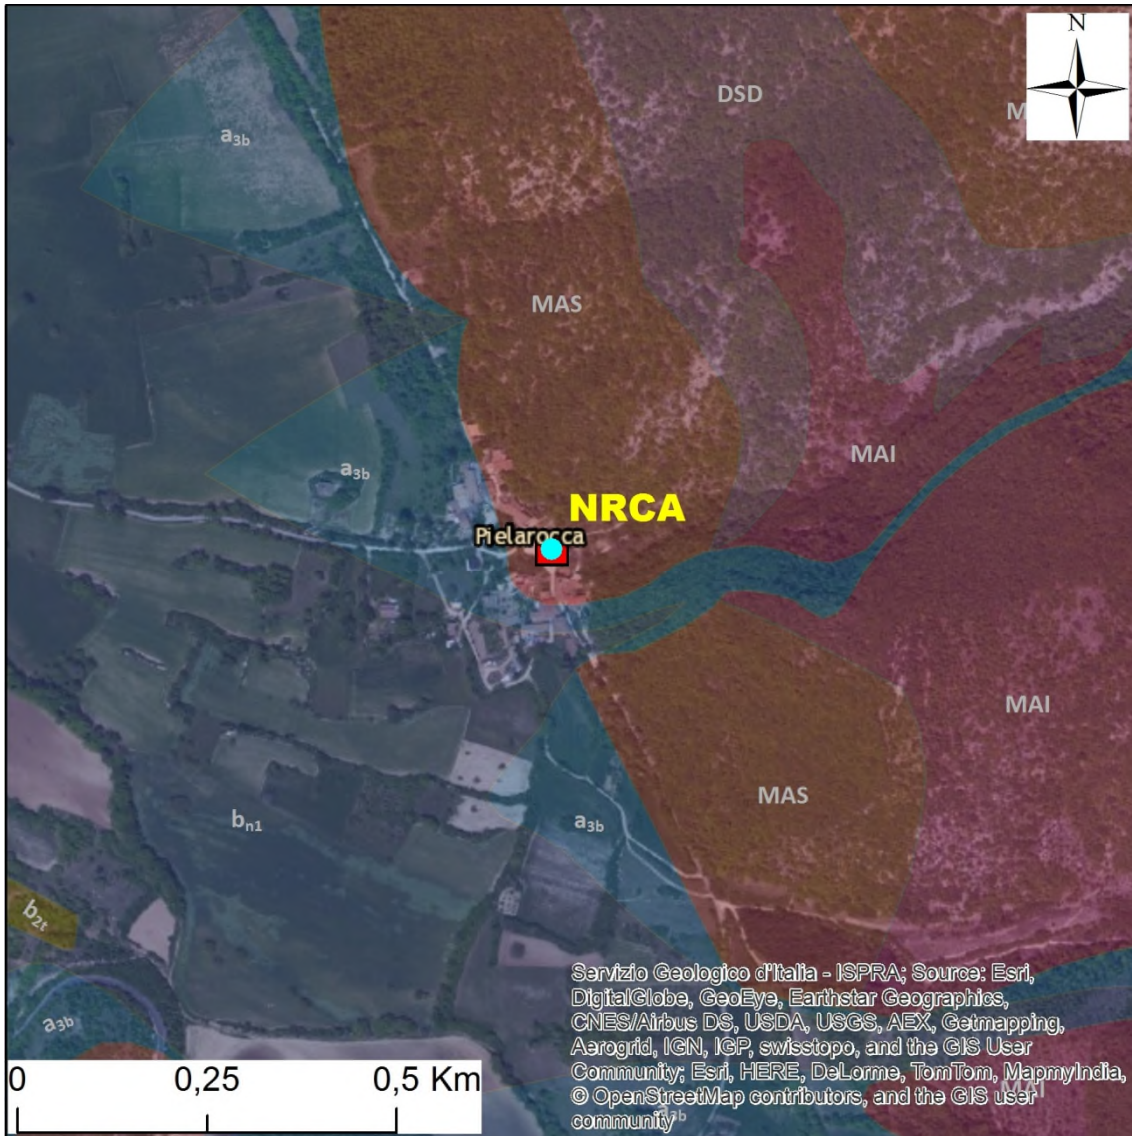 N
DSD
M
a3b
MAS
a3b
MAI
NRCA
Pielarocca
MAI
MAS
a3b
bn1
b2t
a3b
Servizio Geologico d'Italia - ISPRA; Source: Esri,
DigitalGlobe, GeoEye, Earthstar Geographics,
CNES/Airbus DS, USDA, USGS, AEX, Getmapping,
Aerogrid, IGN, IGP, swisstopo, and the GIS User
Community; Esri, HERE, DeLorme, TomTom, MapmyIndia,
© OpenStreetMap contributors, and the GIS user
community
MAI
a3b
0 0,25 0,5 Km